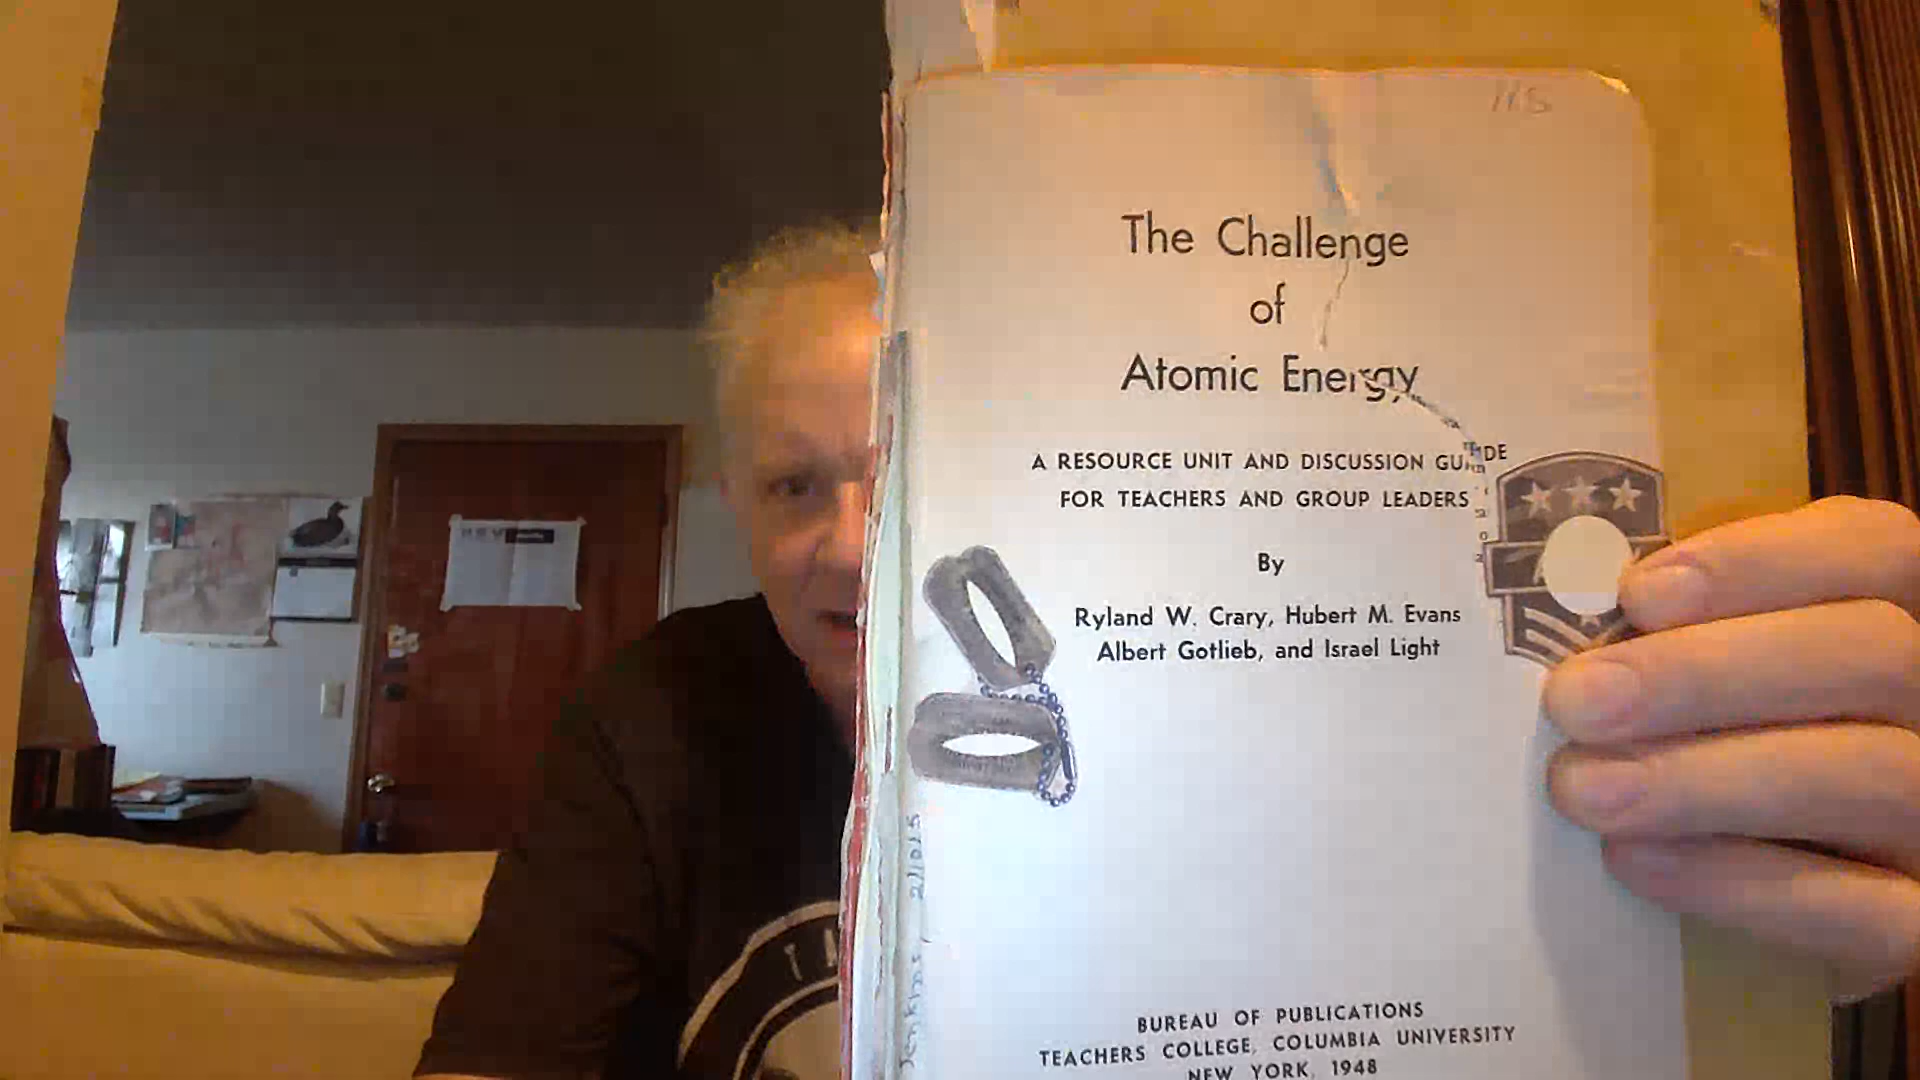 The Challenge
of
Atomic Energy
A RESOURCE UNIT AND DISCUSSION GUIDE
FOR TEACHERS AND GROUP LEADERS
By
Ryland W. Crary, Hubert M. Evans
Albert Gotlieb, and Israel Light
BUREAU OF PUBLICATIONS
TEACHERS COLLEGE, COLUMBIA UNIVERSITY
NEW YORK, 1948